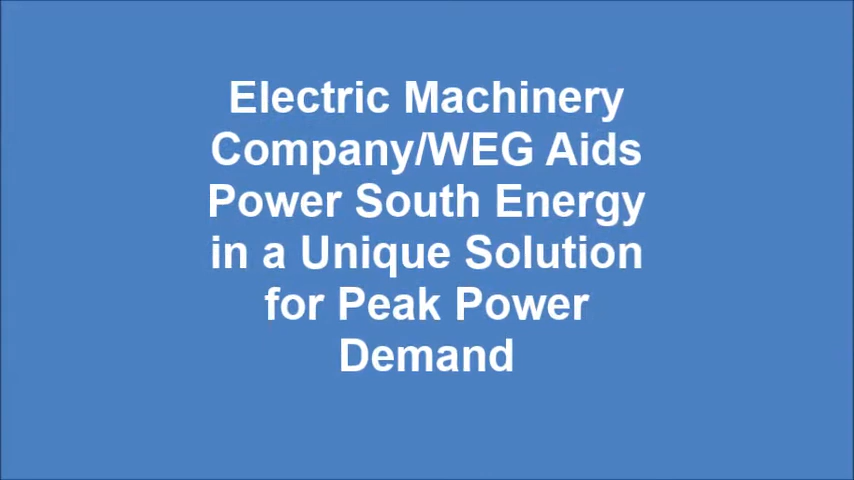 Electric Machinery
Company/WEG Aids
Power South Energy
in a Unique Solution
for Peak Power
Demand